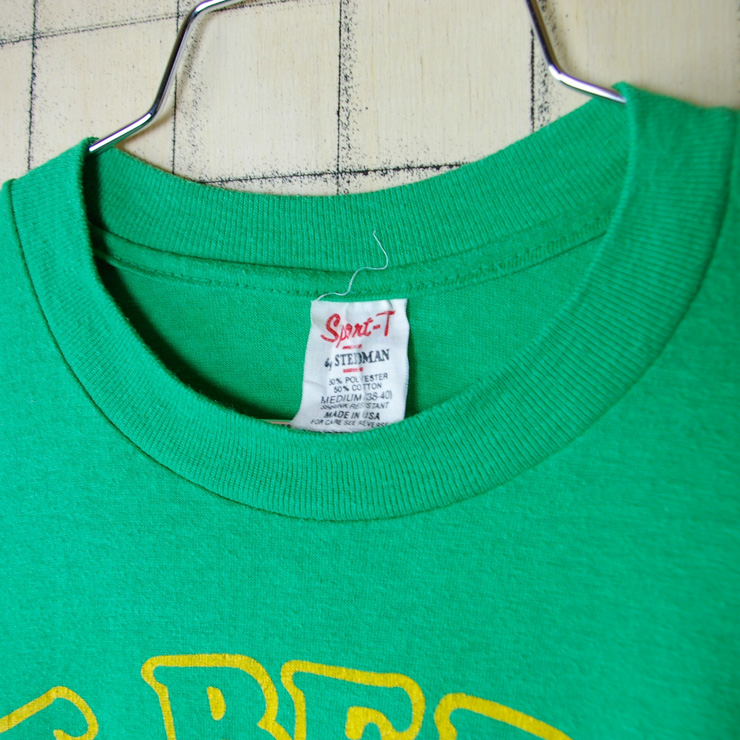 Sport-T
by STEDMAN
50% POLYESTER
50% COTTON
MEDIUM (38-40)
SHRINK RESISTANT
MADE IN USA
FOR CARE SEE REVERSE